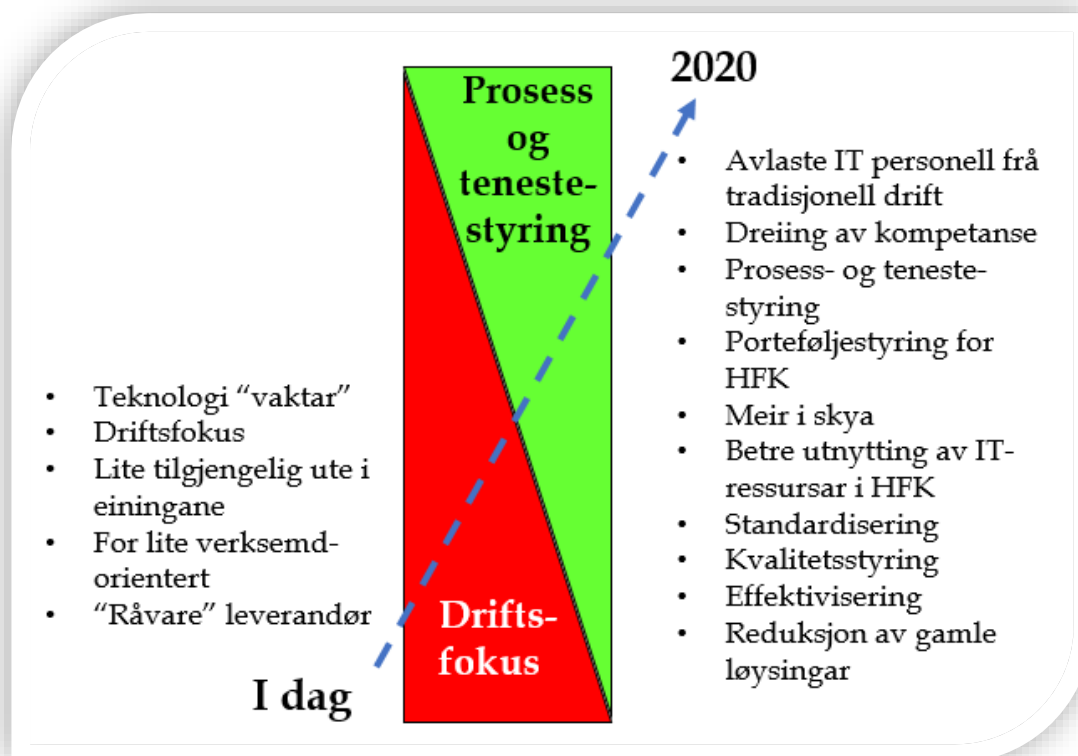 Prosess
og
teneste-
styring
Drifts-
fokus
• Teknologi “vaktar”
• Driftsfokus
• Lite tilgjengelig ute i
einingane
• For lite verksemd-
orientert
• “Råvare” leverandør
I dag
2020
• Avlaste IT personell frå
tradisjonell drift
• Dreiing av kompetanse
• Prosess- og teneste-
styring
• Porteføljestyring for
HFK
• Meir i skya
• Betre utnytting av IT-
ressursar i HFK
• Standardisering
• Kvalitetsstyring
• Effektivisering
• Reduksjon av gamle
løysingar